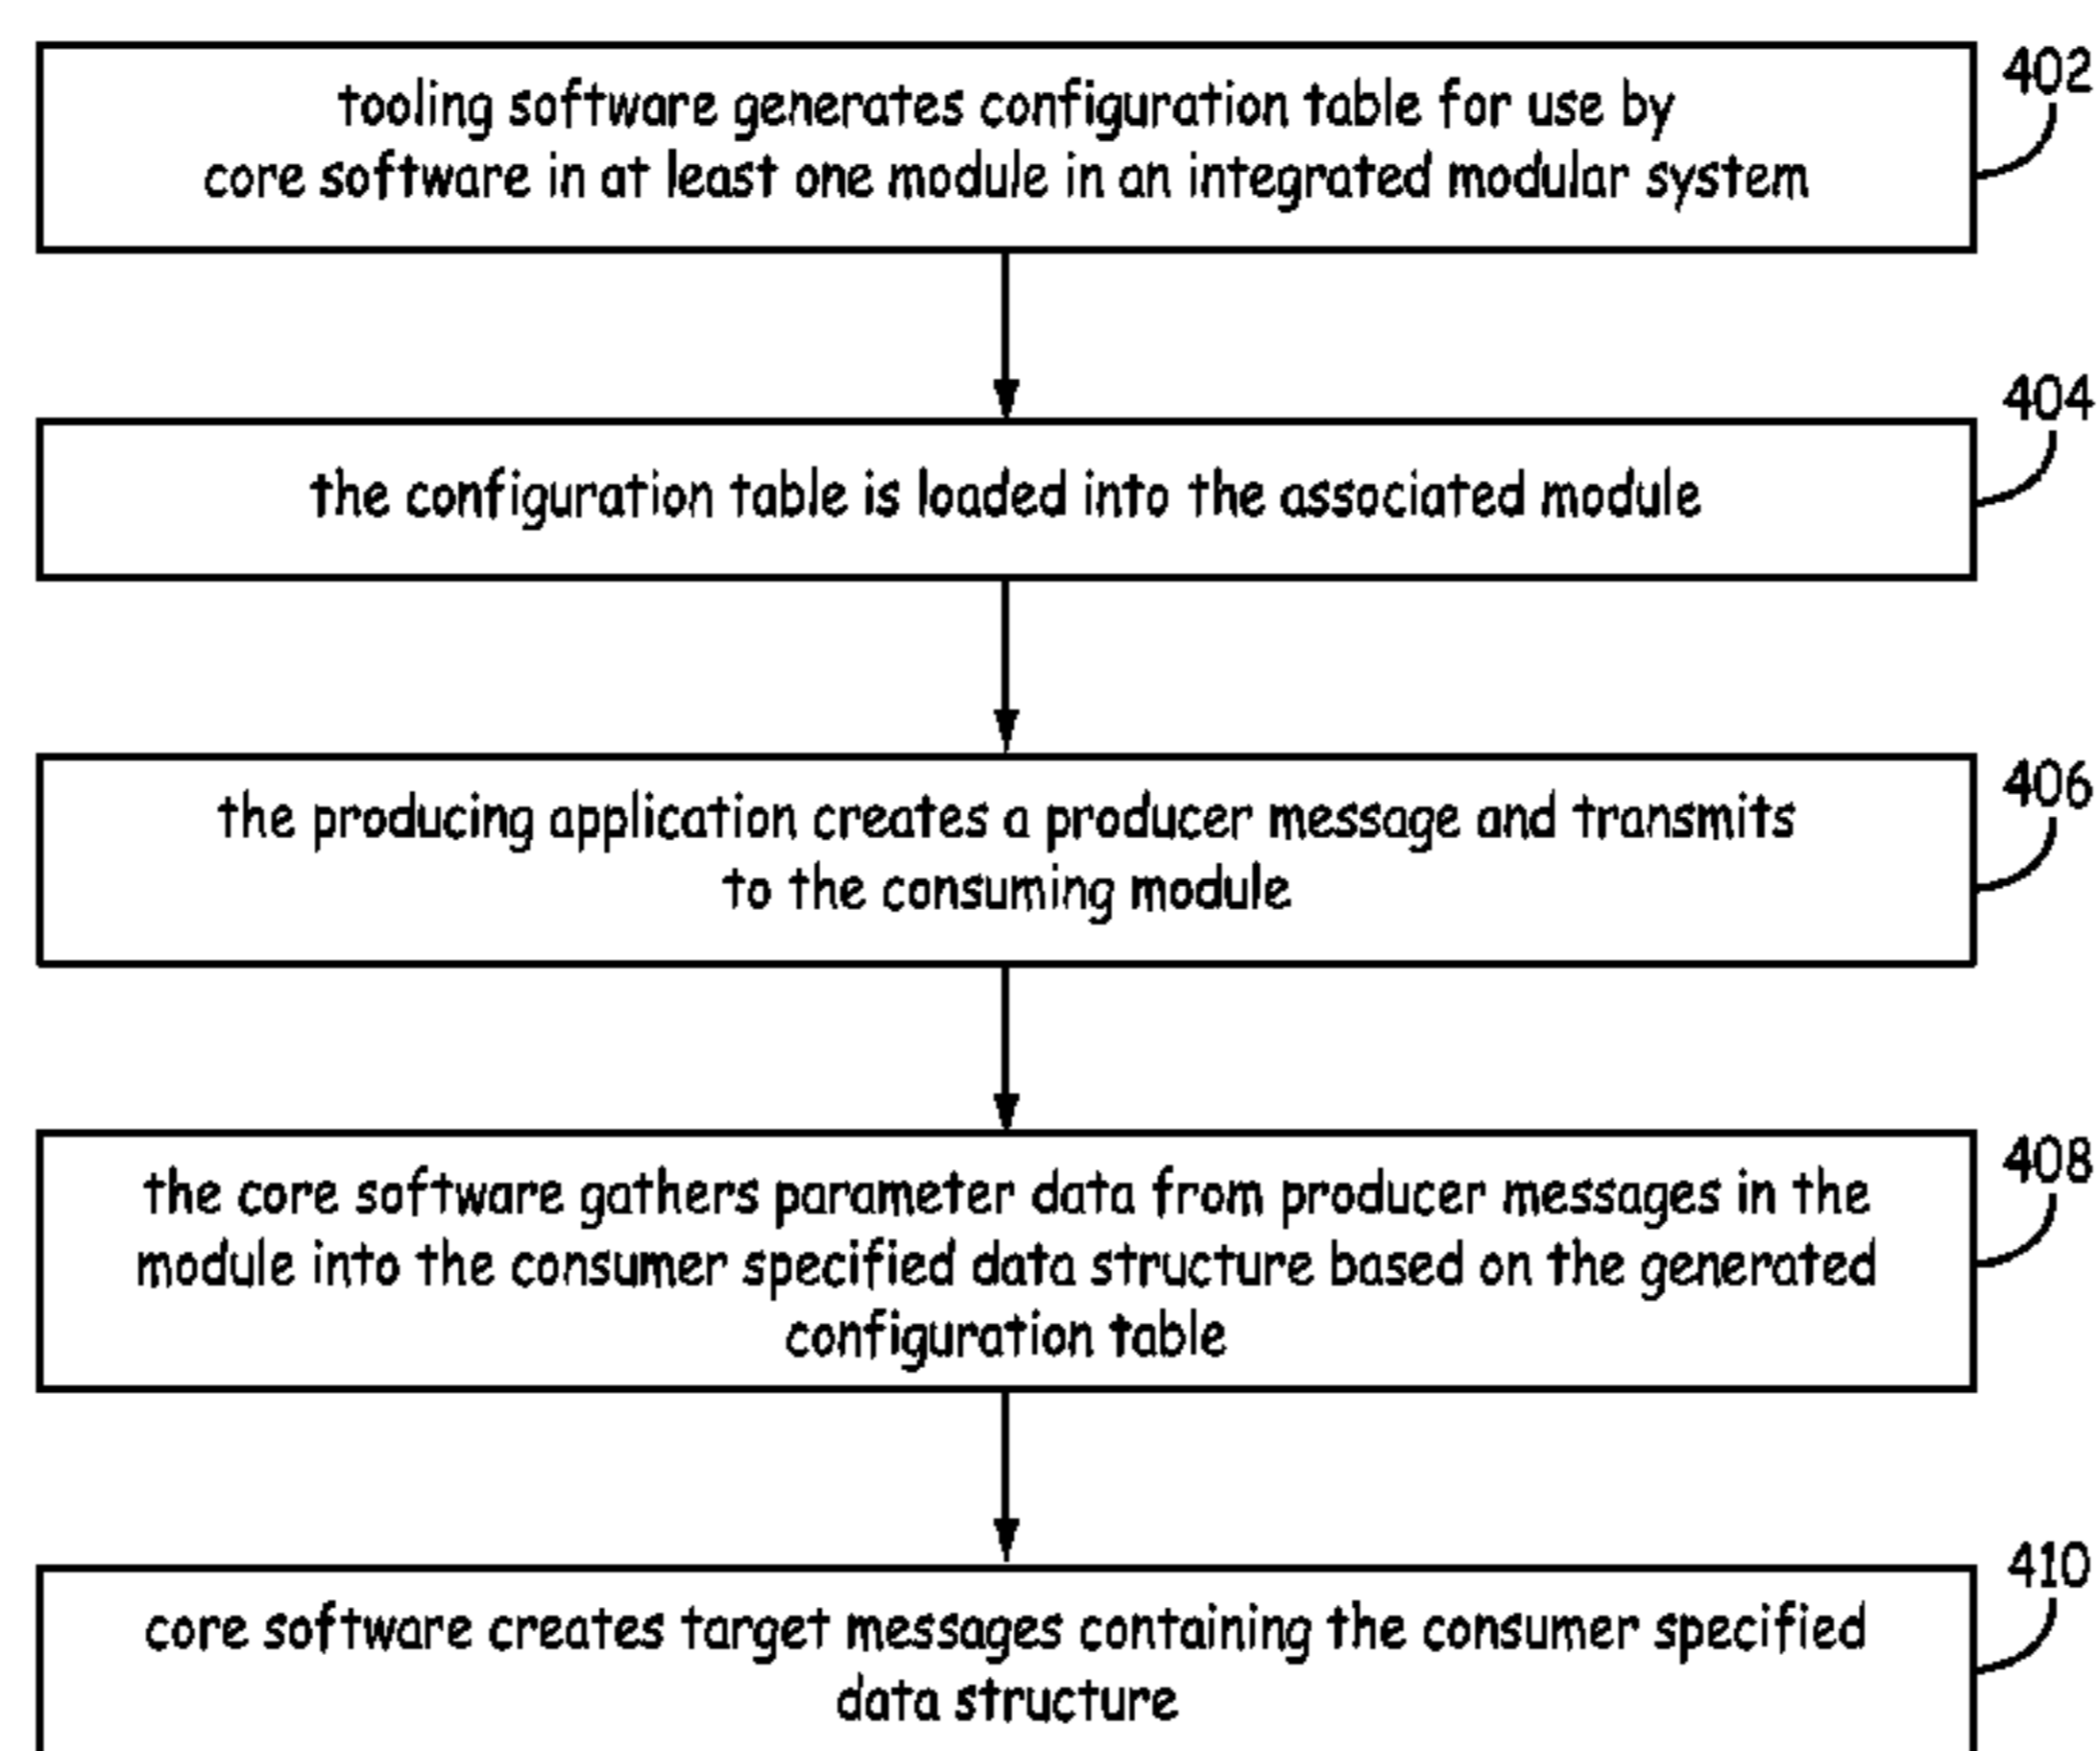 402
tooling software generates configuration table for use by
core software in at least one module in an integrated modular system
404
the configuration table is loaded into the associated module
406
the producing application creates a producer message and transmits
to the consuming module
408
the core software gathers parameter data from producer messages in the
module into the consumer specified data structure based on the generated
configuration table
410
core software creates target messages containing the consumer specified
data structure